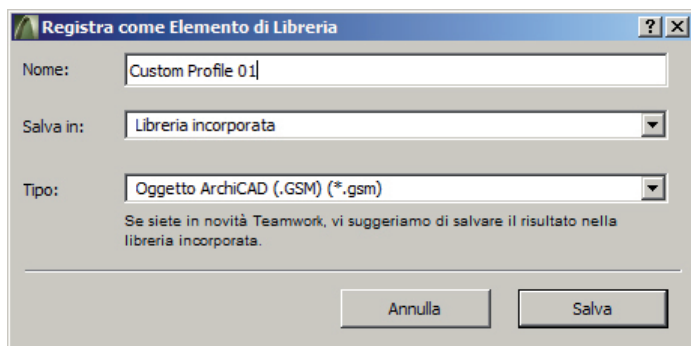 Registra come Elemento di Libreria
Nome: Custom Profile 01
Salva in: Libreria incorporata
Tipo: Oggetto ArchiCAD (.GSM) (*.gsm)
Se siete in novità Teamwork, vi suggeriamo di salvare il risultato nella
libreria incorporata.
Annulla Salva